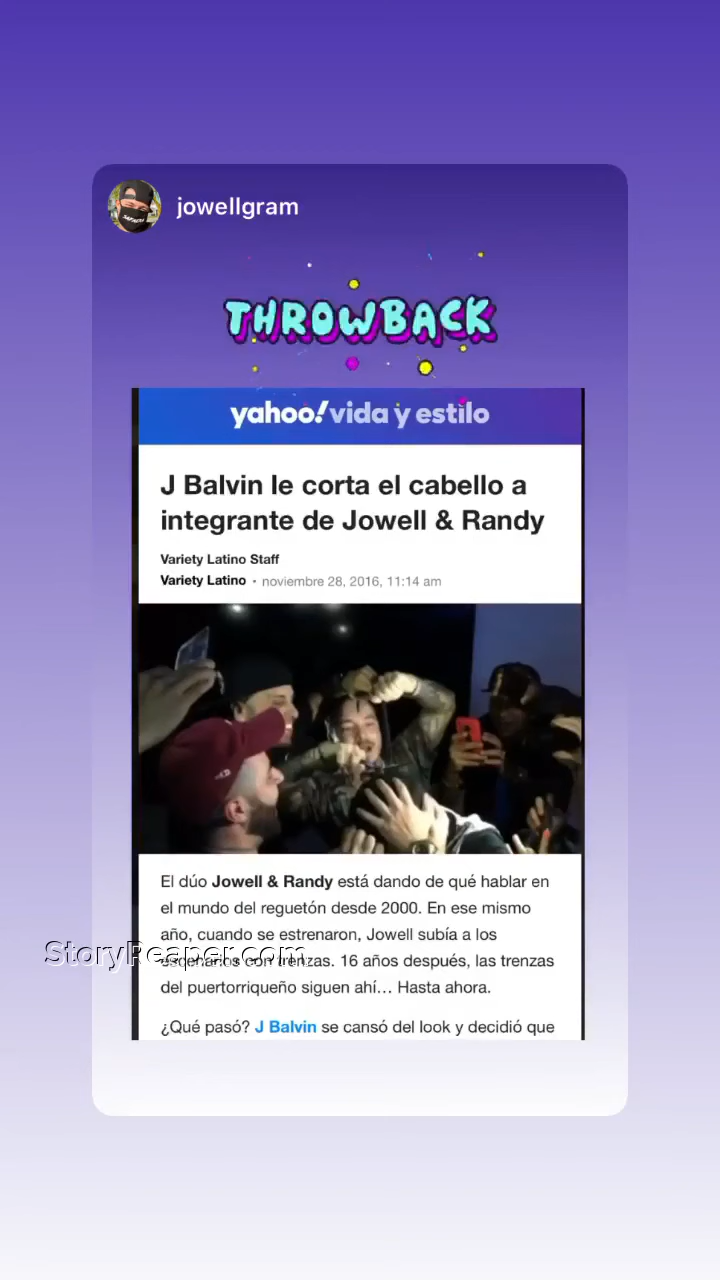 jowellgram
THROWBACK
yahoo! vida y estilo
J Balvin le corta el cabello a
integrante de Jowell & Randy
Variety Latino Staff
Variety Latino · noviembre 28, 2016, 11:14 am
El dúo Jowell & Randy está dando de qué hablar en
el mundo del reguetón desde 2000. En ese mismo
año, cuando se estrenaron, Jowell subía a los
StoryReaper.com
escenarios con trenzas. 16 años después, las trenzas
del puertorriqueño siguen ahí… Hasta ahora.
¿Qué pasó? J Balvin se cansó del look y decidió que